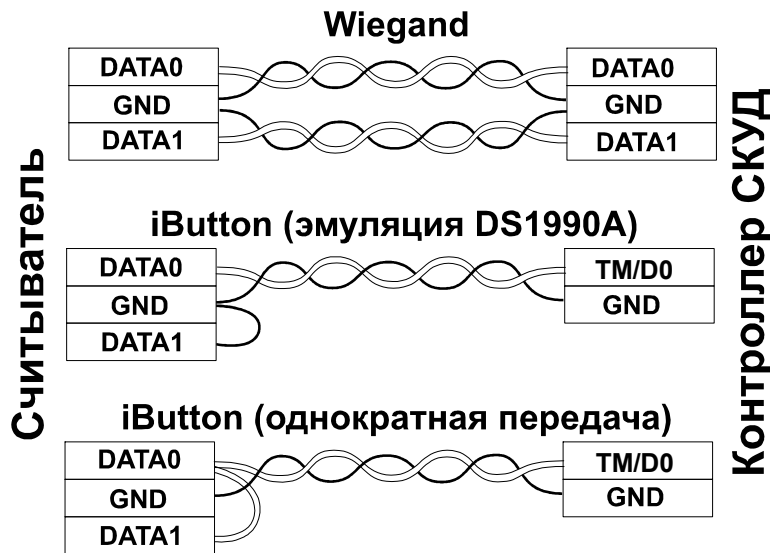 Wiegand
DATA0
GND
DATA1
DATA0
GND
DATA1
iButton (эмуляция DS1990A)
DATA0
GND
DATA1
TM/D0
GND
iButton (однократная передача)
DATA0
GND
DATA1
TM/D0
GND
Считыватель
Контроллер СКУД